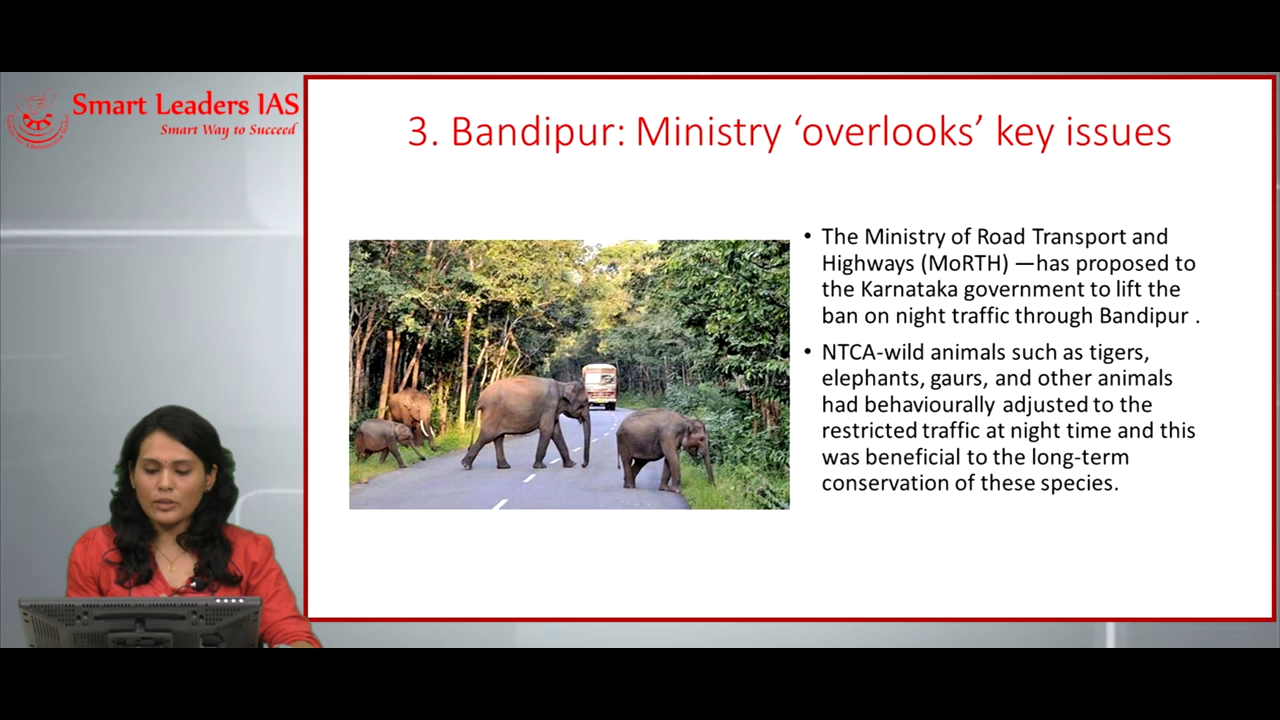 Smart Leaders IAS
Smart Way to Succeed
3. Bandipur: Ministry ‘overlooks’ key issues
• The Ministry of Road Transport and
Highways (MoRTH) —has proposed to
the Karnataka government to lift the
ban on night traffic through Bandipur .
• NTCA-wild animals such as tigers,
elephants, gaurs, and other animals
had behaviourally adjusted to the
restricted traffic at night time and this
was beneficial to the long-term
conservation of these species.